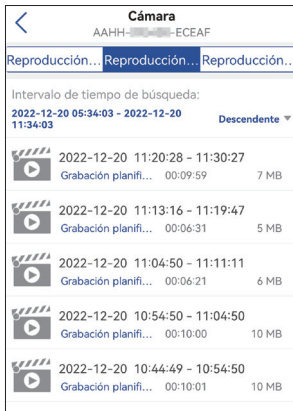 Cámara
AAHH- -ECEAF
Reproducción... Reproducción... Reproducción..
Intervalo de tiempo de búsqueda:
2022-12-20 05:34:03 - 2022-12-20
11:34:03
Descendente
2022-12-20 11:20:28 - 11:30:27
Grabación planifi... 00:09:59 7 MB
2022-12-20 11:13:16 - 11:19:47
Grabación planifi... 00:06:31 5 MB
2022-12-20 11:04:50 - 11:11:11
Grabación planifi... 00:06:21 6 MB
2022-12-20 10:54:50 - 11:04:50
Grabación planifi... 00:10:00 10 MB
2022-12-20 10:44:49 - 10:54:50
Grabación planifi... 00:10:01 10 MB